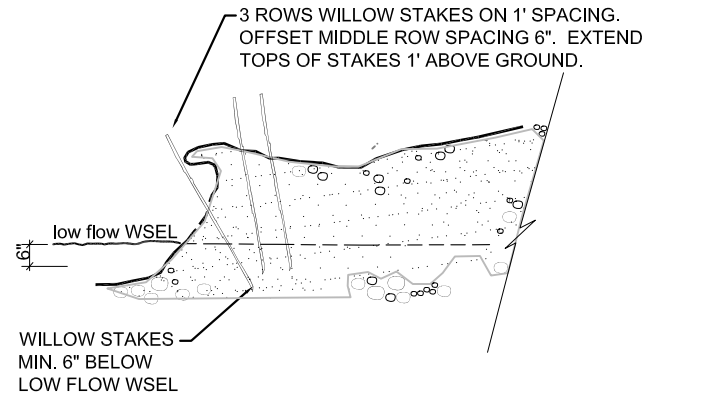 3 ROWS WILLOW STAKES ON 1' SPACING.
OFFSET MIDDLE ROW SPACING 6". EXTEND
TOPS OF STAKES 1' ABOVE GROUND.
low flow WSEL
6"
WILLOW STAKES
MIN. 6" BELOW
LOW FLOW WSEL